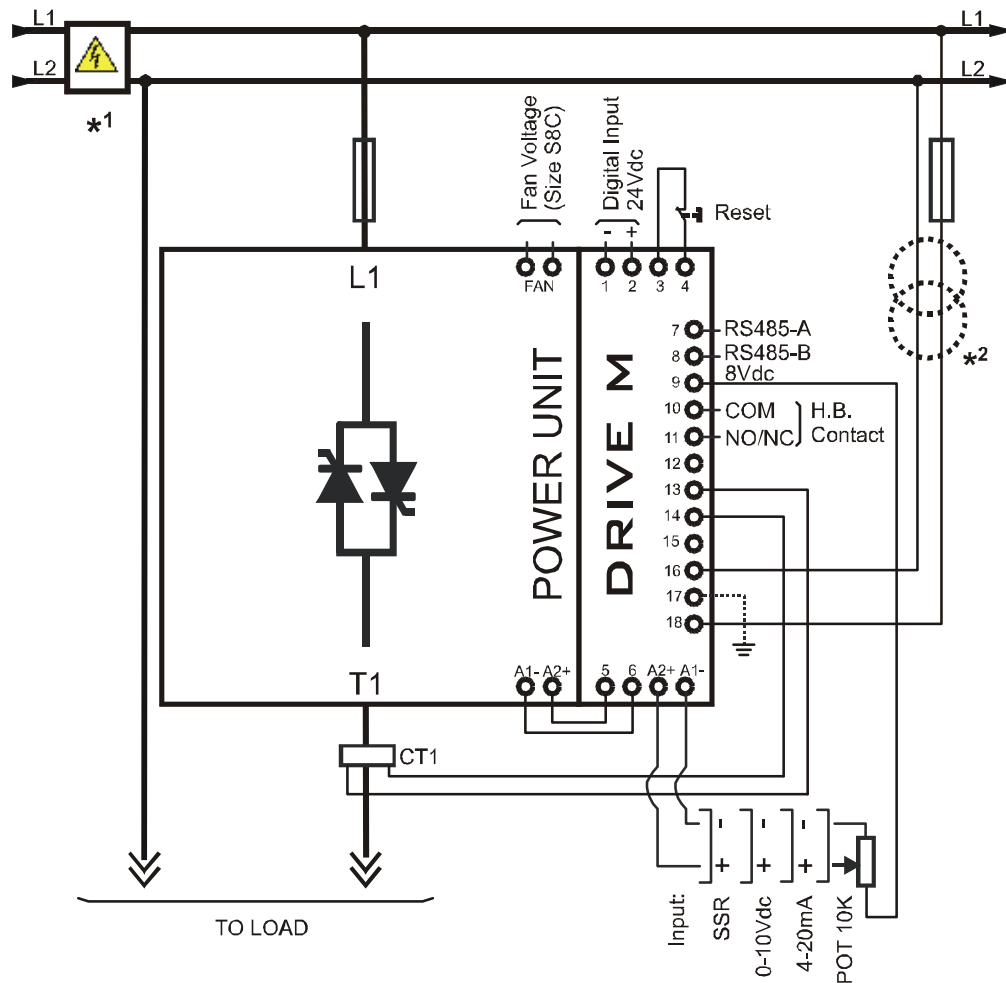 L1
L1
L2
L2
*1
Fan Voltage
(Size S8C)
Digital Input
24Vdc
- +
Reset
L1
FAN
1 2 3 4
*2
7 RS485-A
8 RS485-B
9 8Vdc
10 COM
11 NO/NC
H.B.
Contact
12
13
14
15
16
17
18
POWER UNIT
DRIVE M
T1
A1- A2+ 5 6 A2+ A1-
CT1
- - -
+ + +
Input:
SSR
0-10Vdc
4-20mA
POT 10K
TO LOAD